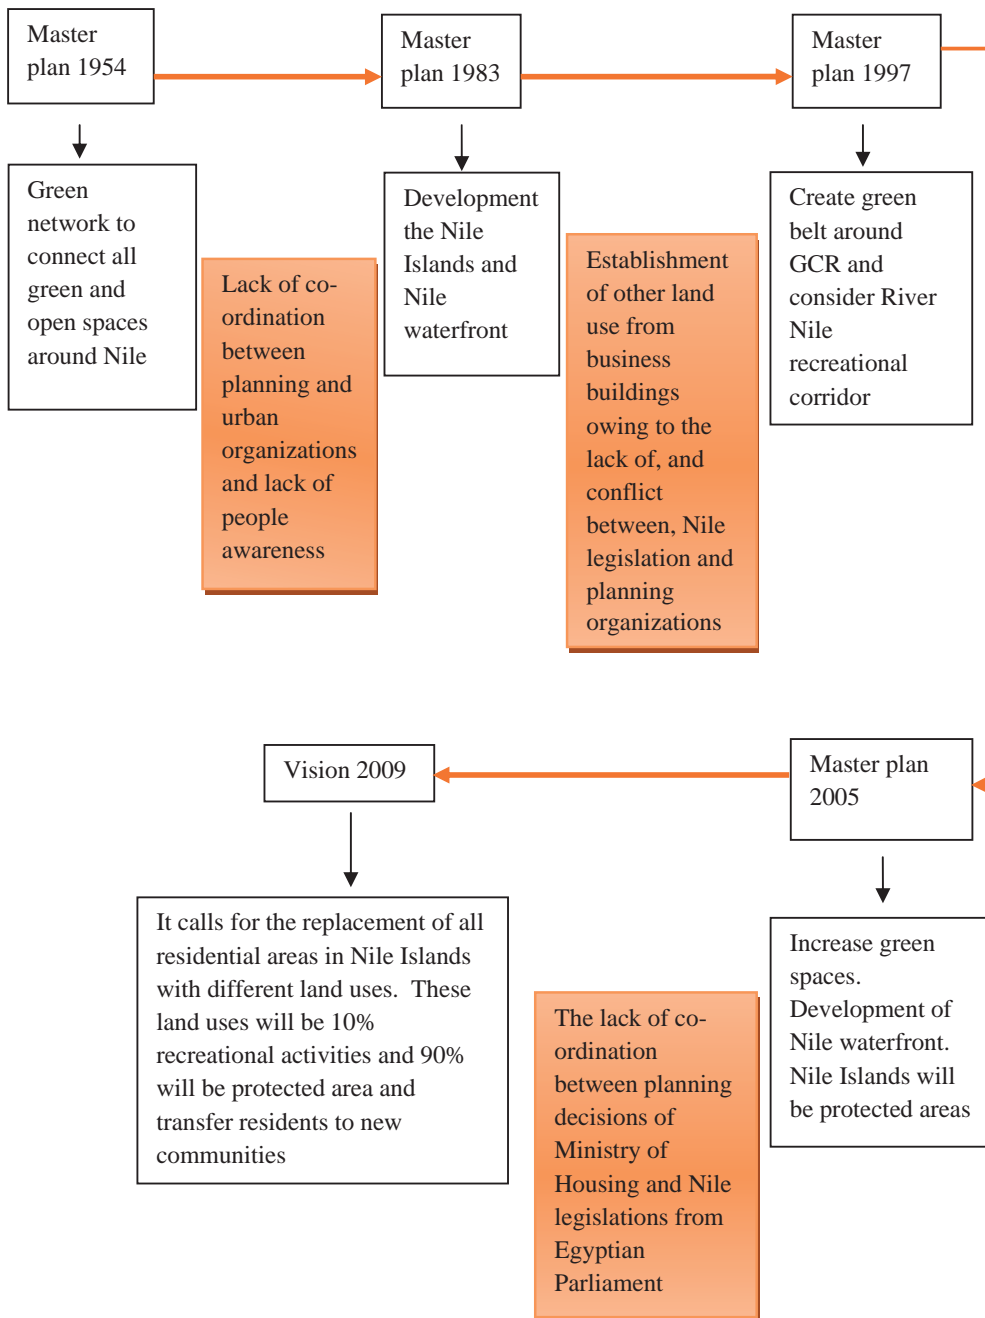 Master
plan 1954
Master
plan 1983
Master
plan 1997
Green
network to
connect all
green and
open spaces
around Nile
Lack of co-
ordination
between
planning and
urban
organizations
and lack of
people
awareness
Development
the Nile
Islands and
Nile
waterfront
Establishment
of other land
use from
business
buildings
owing to the
lack of, and
conflict
between, Nile
legislation and
planning
organizations
Create green
belt around
GCR and
consider River
Nile
recreational
corridor
Master plan
2005
Increase green
spaces.
Development of
Nile waterfront.
Nile Islands will
be protected areas
The lack of co-
ordination
between planning
decisions of
Ministry of
Housing and Nile
legislations from
Egyptian
Parliament
Vision 2009
It calls for the replacement of all
residential areas in Nile Islands
with different land uses.  These
land uses will be 10%
recreational activities and 90%
will be protected area and
transfer residents to new
communities